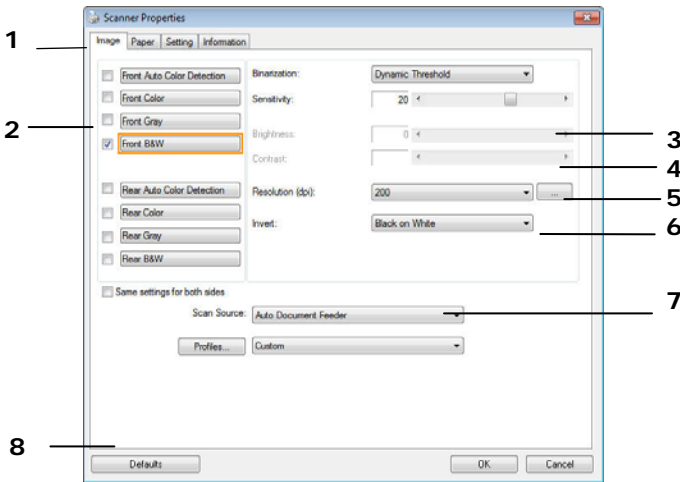 Scanner Properties
1
Image Paper Setting Information
Front Auto Color Detection
Binarization: Dynamic Threshold
Front Color
Sensitivity: 20
2
Front Gray
Front B&W
Brightness: 0
3
Contrast:
4
Rear Auto Color Detection
Resolution (dpi): 200 ...
5
Rear Color
Invert: Black on White
6
Rear Gray
Rear B&W
Same settings for both sides
7
Scan Source: Auto Document Feeder
Profiles... Custom
8
Defaults OK Cancel